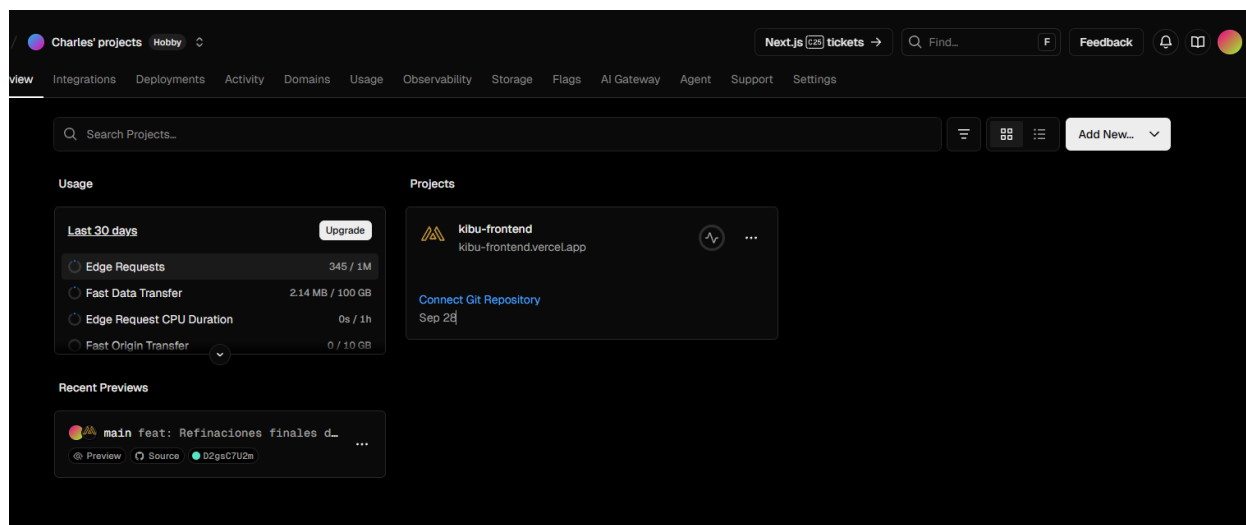 Charles' projects Hobby
Next.js C25 tickets →
Find… F
Feedback
view Integrations Deployments Activity Domains Usage Observability Storage Flags AI Gateway Agent Support Settings
Search Projects…
Add New…
Usage
Last 30 days Upgrade
Edge Requests 345 / 1M
Fast Data Transfer 2.14 MB / 100 GB
Edge Request CPU Duration 0s / 1h
Fast Origin Transfer 0 / 10 GB
Recent Previews
main feat: Refinaciones finales d…
Preview Source D2gsC7U2m
Projects
kibu-frontend
kibu-frontend.vercel.app
Connect Git Repository
Sep 28